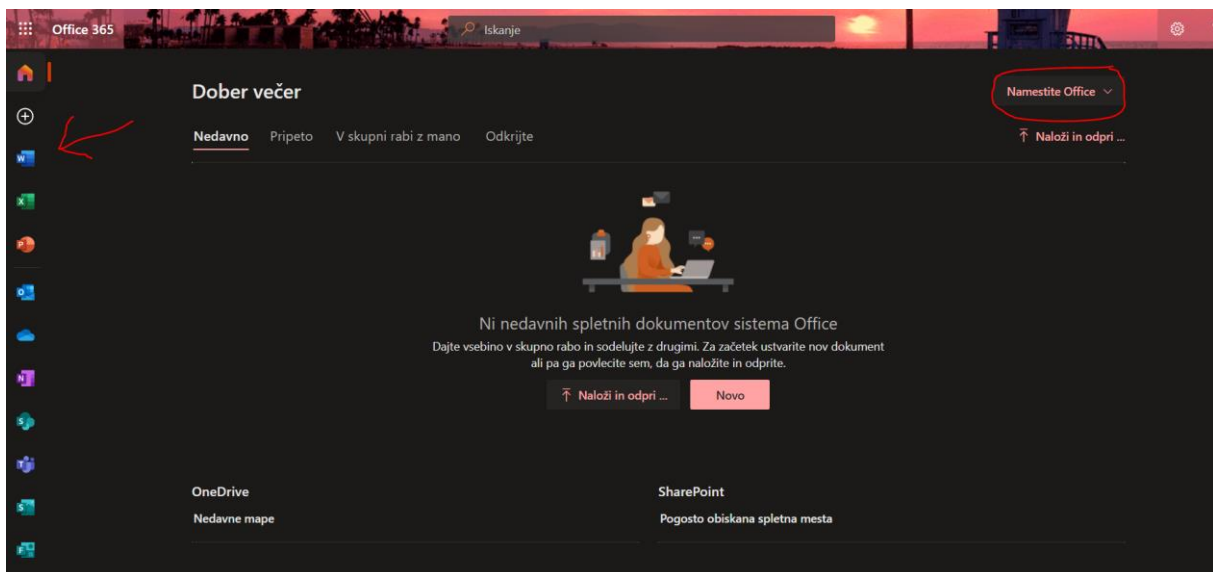 Office 365
Iskanje
Dober večer
Namestite Office
Nedavno Pripeto V skupni rabi z mano Odkrijte
Naloži in odpri ...
Ni nedavnih spletnih dokumentov sistema Office
Dajte vsebino v skupno rabo in sodelujte z drugimi. Za začetek ustvarite nov dokument
ali pa ga povlecite sem, da ga naložite in odprite.
Naloži in odpri ...
Novo
OneDrive
Nedavne mape
SharePoint
Pogosto obiskana spletna mesta